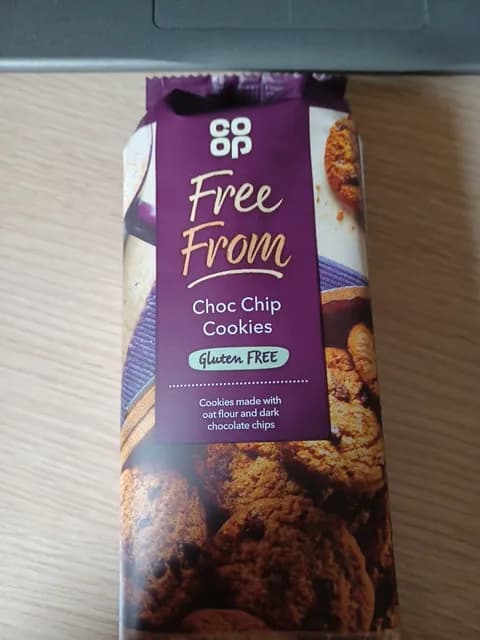 CO
OP
Free
From
Choc Chip
Cookies
Gluten FREE
Cookies made with
oat flour and dark
chocolate chips